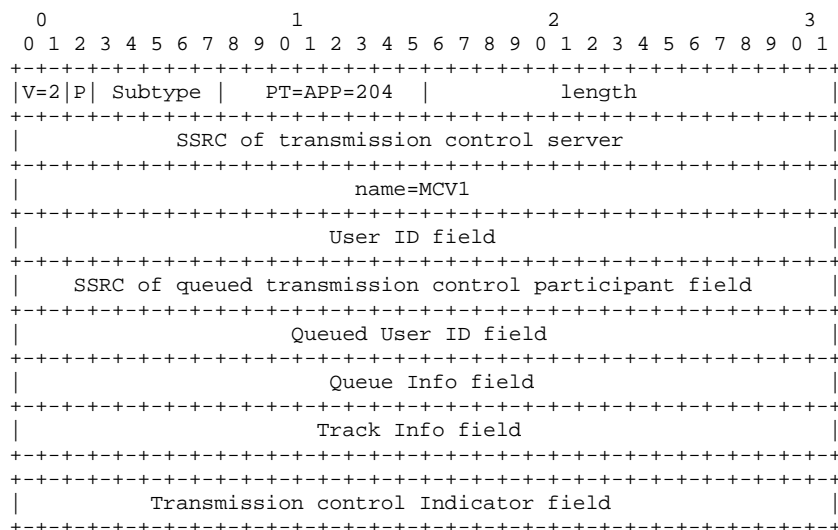 0                   1                   2                   3
0 1 2 3 4 5 6 7 8 9 0 1 2 3 4 5 6 7 8 9 0 1 2 3 4 5 6 7 8 9 0 1
+-+-+-+-+-+-+-+-+-+-+-+-+-+-+-+-+-+-+-+-+-+-+-+-+-+-+-+-+-+-+-+-+
|V=2|P| Subtype |   PT=APP=204  |          length               |
+-+-+-+-+-+-+-+-+-+-+-+-+-+-+-+-+-+-+-+-+-+-+-+-+-+-+-+-+-+-+-+-+
|            SSRC of transmission control server                |
+-+-+-+-+-+-+-+-+-+-+-+-+-+-+-+-+-+-+-+-+-+-+-+-+-+-+-+-+-+-+-+-+
|                          name=MCV1                            |
+-+-+-+-+-+-+-+-+-+-+-+-+-+-+-+-+-+-+-+-+-+-+-+-+-+-+-+-+-+-+-+-+
|                        User ID field                          |
+-+-+-+-+-+-+-+-+-+-+-+-+-+-+-+-+-+-+-+-+-+-+-+-+-+-+-+-+-+-+-+-+
|    SSRC of queued transmission control participant field      |
+-+-+-+-+-+-+-+-+-+-+-+-+-+-+-+-+-+-+-+-+-+-+-+-+-+-+-+-+-+-+-+-+
|                     Queued User ID field                      |
+-+-+-+-+-+-+-+-+-+-+-+-+-+-+-+-+-+-+-+-+-+-+-+-+-+-+-+-+-+-+-+-+
|                        Queue Info field                       |
+-+-+-+-+-+-+-+-+-+-+-+-+-+-+-+-+-+-+-+-+-+-+-+-+-+-+-+-+-+-+-+-+
|                       Track Info field                        |
+-+-+-+-+-+-+-+-+-+-+-+-+-+-+-+-+-+-+-+-+-+-+-+-+-+-+-+-+-+-+-+-+
+-+-+-+-+-+-+-+-+-+-+-+-+-+-+-+-+-+-+-+-+-+-+-+-+-+-+-+-+-+-+-+-+
|          Transmission control Indicator field                 |
+-+-+-+-+-+-+-+-+-+-+-+-+-+-+-+-+-+-+-+-+-+-+-+-+-+-+-+-+-+-+-+-+